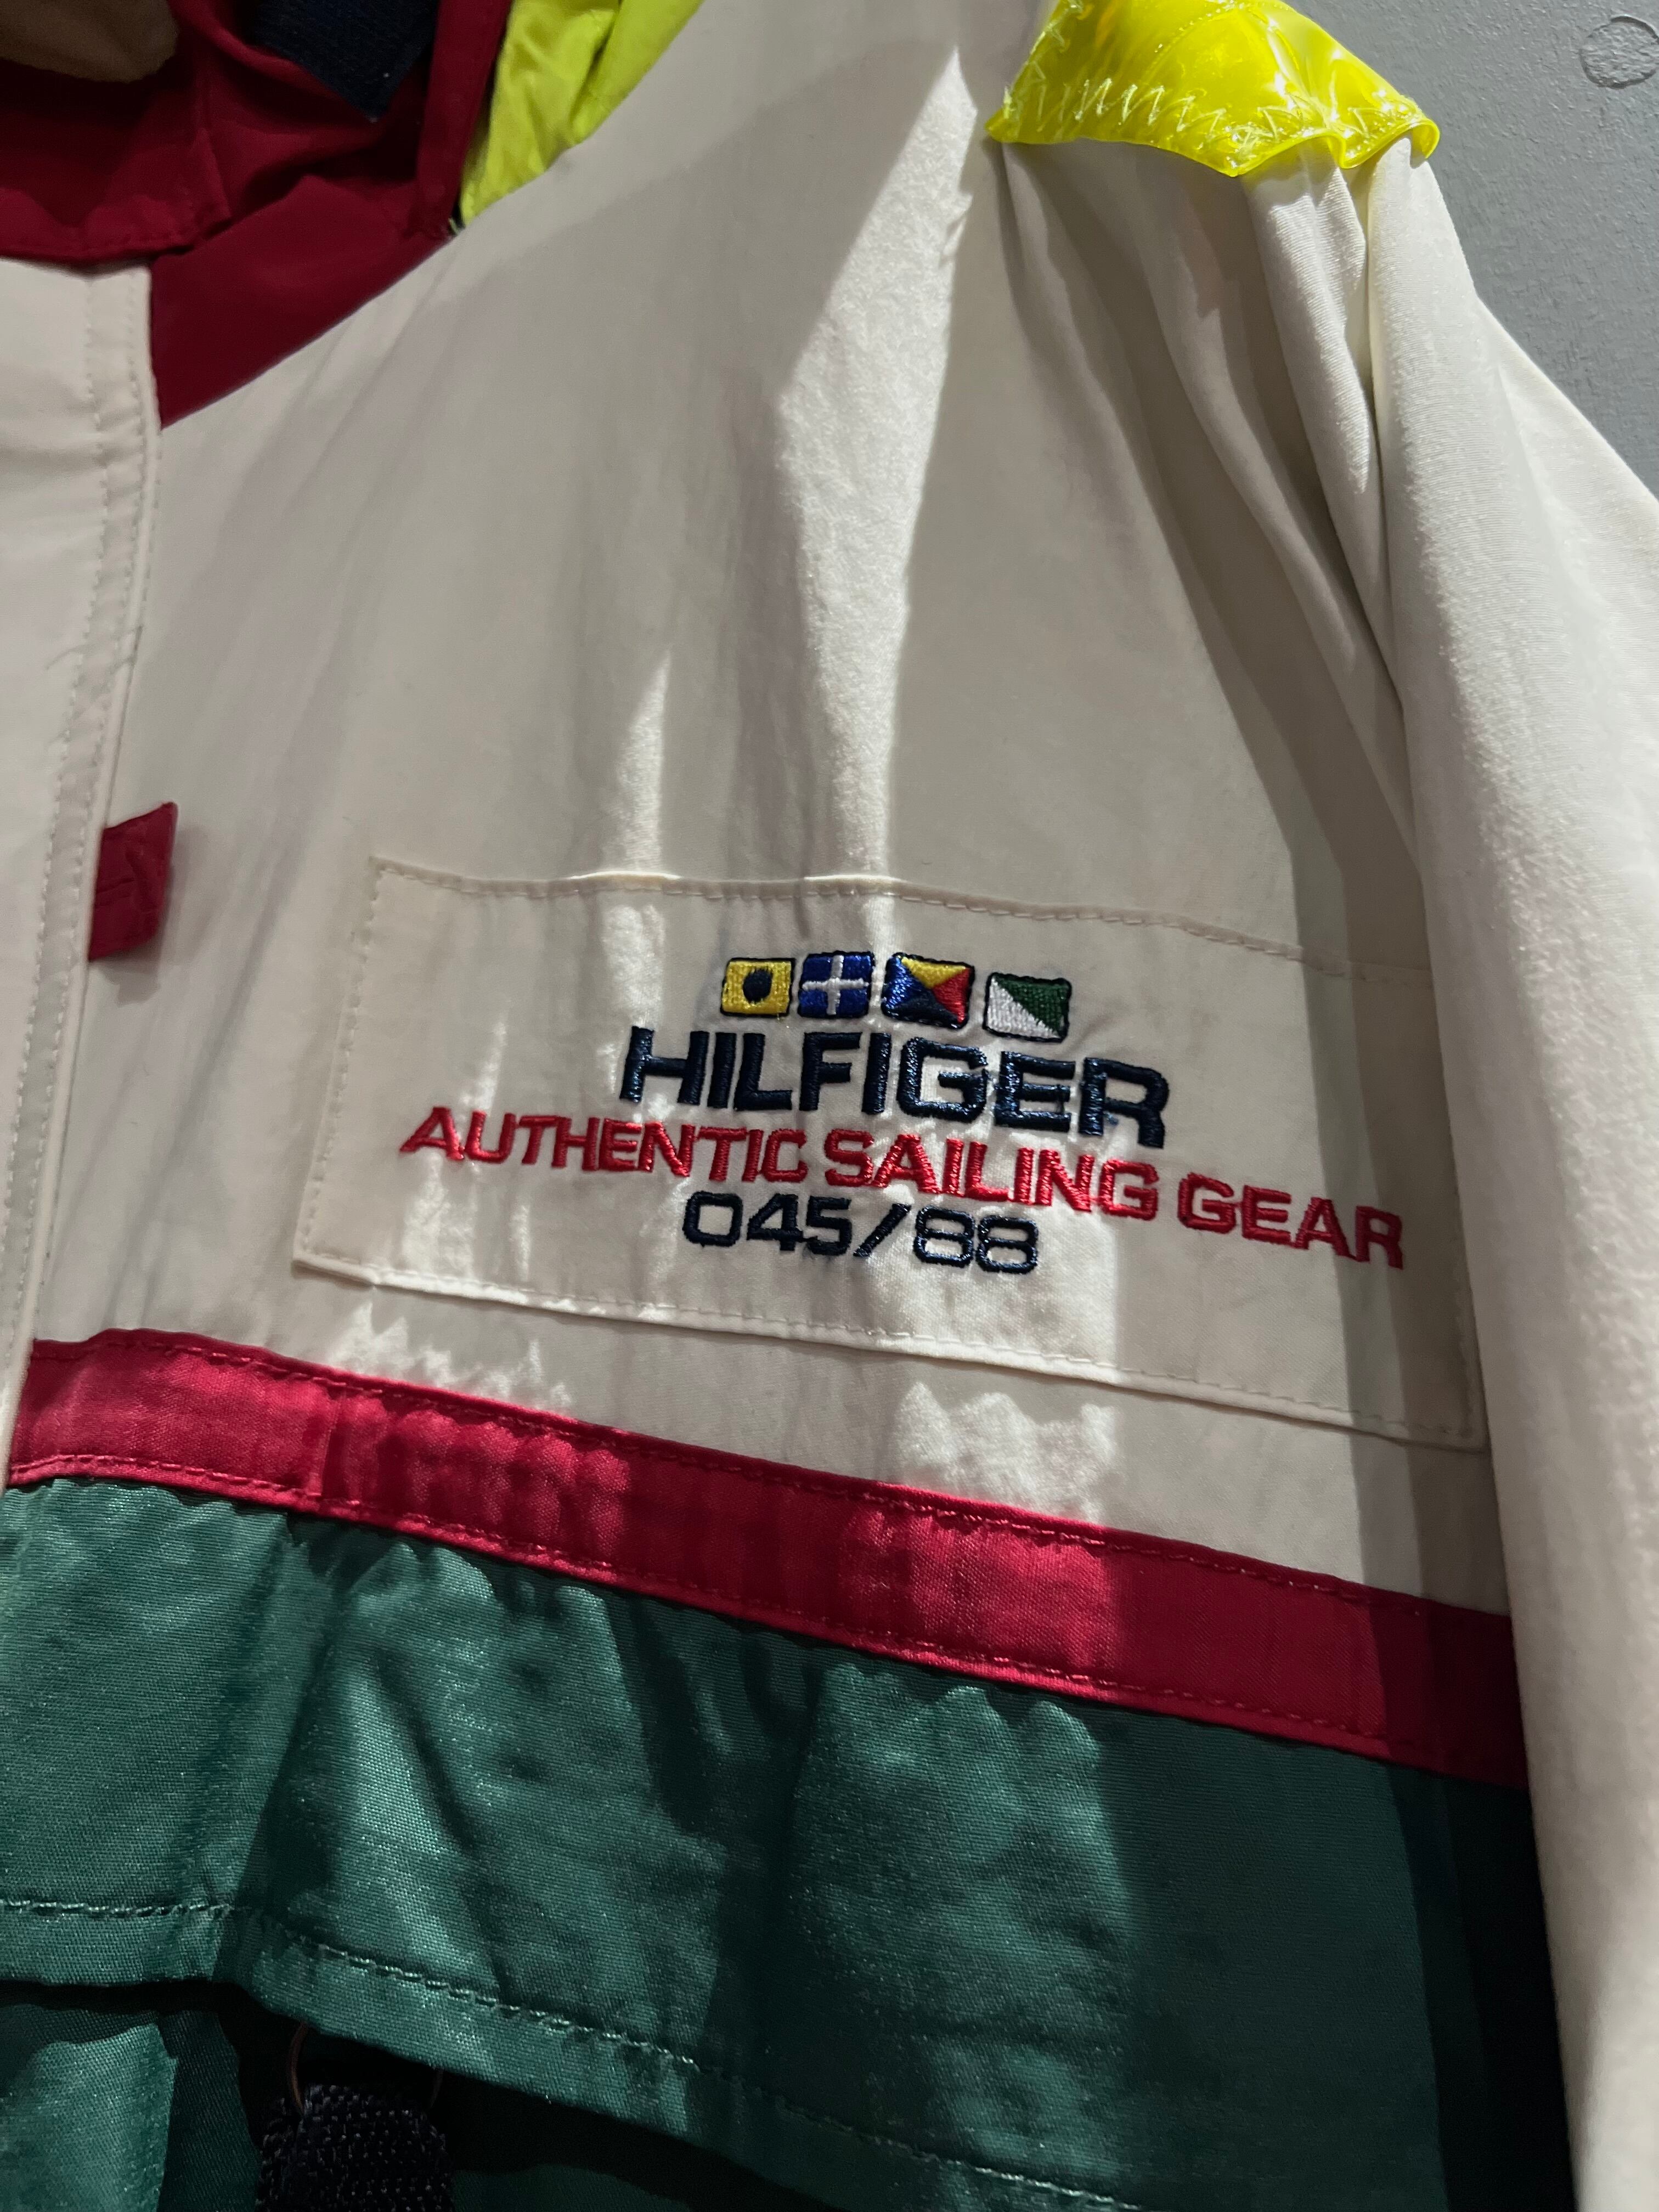 HILFIGER
AUTHENTIC SAILING GEAR
045/88